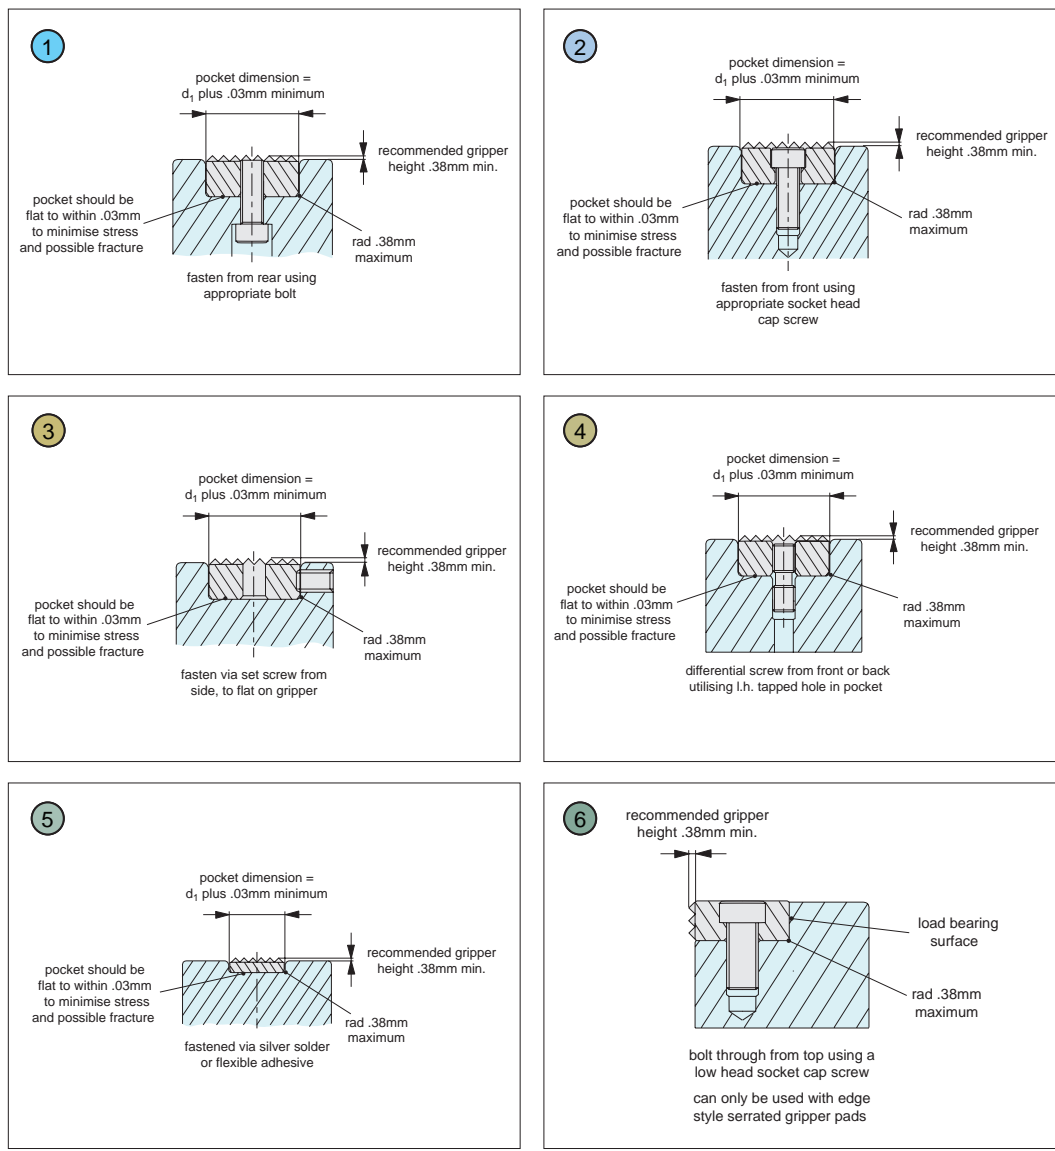 1
pocket dimension =
d₁ plus .03mm minimum
recommended gripper
height .38mm min.
pocket should be
flat to within .03mm
to minimise stress
and possible fracture
rad .38mm
maximum
fasten from rear using
appropriate bolt
2
pocket dimension =
d₁ plus .03mm minimum
recommended gripper
height .38mm min.
pocket should be
flat to within .03mm
to minimise stress
and possible fracture
rad .38mm
maximum
fasten from front using
appropriate socket head
cap screw
3
pocket dimension =
d₁ plus .03mm minimum
recommended gripper
height .38mm min.
pocket should be
flat to within .03mm
to minimise stress
and possible fracture
rad .38mm
maximum
fasten via set screw from
side, to flat on gripper
4
pocket dimension =
d₁ plus .03mm minimum
recommended gripper
height .38mm min.
pocket should be
flat to within .03mm
to minimise stress
and possible fracture
rad .38mm
maximum
differential screw from front or back
utilising l.h. tapped hole in pocket
5
pocket dimension =
d₁ plus .03mm minimum
recommended gripper
height .38mm min.
pocket should be
flat to within .03mm
to minimise stress
and possible fracture
rad .38mm
maximum
fastened via silver solder
or flexible adhesive
6
recommended gripper
height .38mm min.
load bearing
surface
rad .38mm
maximum
bolt through from top using a
low head socket cap screw
can only be used with edge
style serrated gripper pads